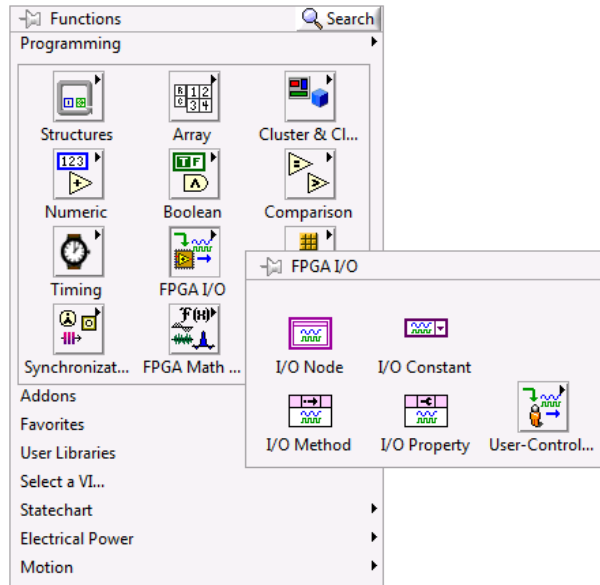 Functions
Search
Programming
Structures
Array
Cluster & Cl...
Numeric
Boolean
Comparison
Timing
FPGA I/O
Synchronizat...
FPGA Math ...
Addons
Favorites
User Libraries
Select a VI...
Statechart
Electrical Power
Motion
FPGA I/O
I/O Node
I/O Constant
I/O Method
I/O Property
User-Control...